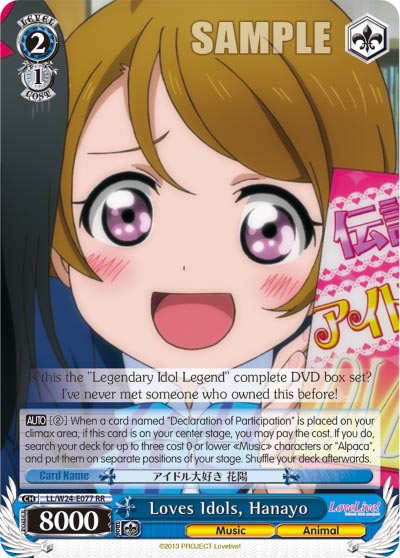 LEVEL
2
1
COST
SAMPLE
伝説
アイド
Is this the "Legendary Idol Legend" complete DVD box set?
I've never met someone who owned this before!
AUTO [②] When a card named "Declaration of Participation" is placed on your
climax area, if this card is on your center stage, you may pay the cost. If you do,
search your deck for up to three cost 0 or lower «Music» characters or "Alpaca",
and put them on separate positions of your stage. Shuffle your deck afterwards.
Card Name
アイドル大好き 花陽
CH
LL/W24-E077 RR
POWER
8000
SOUL
Loves Idols, Hanayo
LoveLive!
Music
Animal
©2013 PROJECT Lovelive!